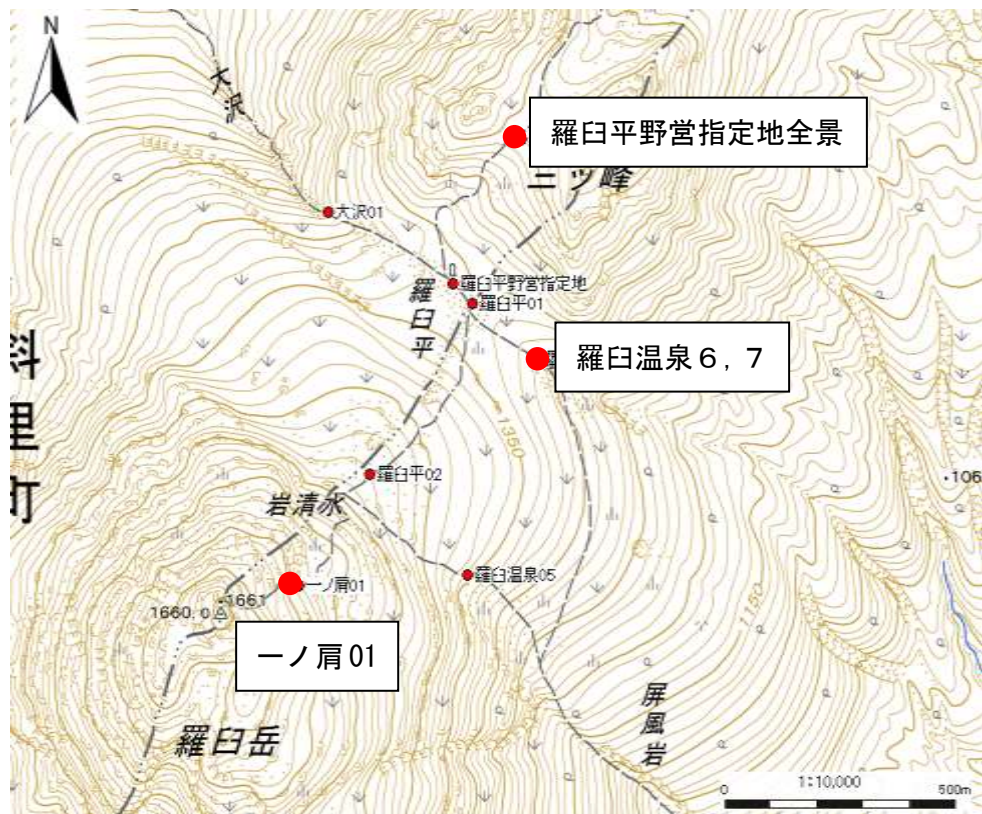 N
大沢
羅臼平野営指定地全景
三ツ峰
大沢01
羅臼平野営指定地
羅臼平01
羅臼平
羅臼温泉６，７
斜里町
1350
羅臼平02
・106
岩清水
羅臼温泉05
一ノ肩01
1661
1660.0
1150
一ノ肩01
屏風岩
羅臼岳
1:10,000
0
500m